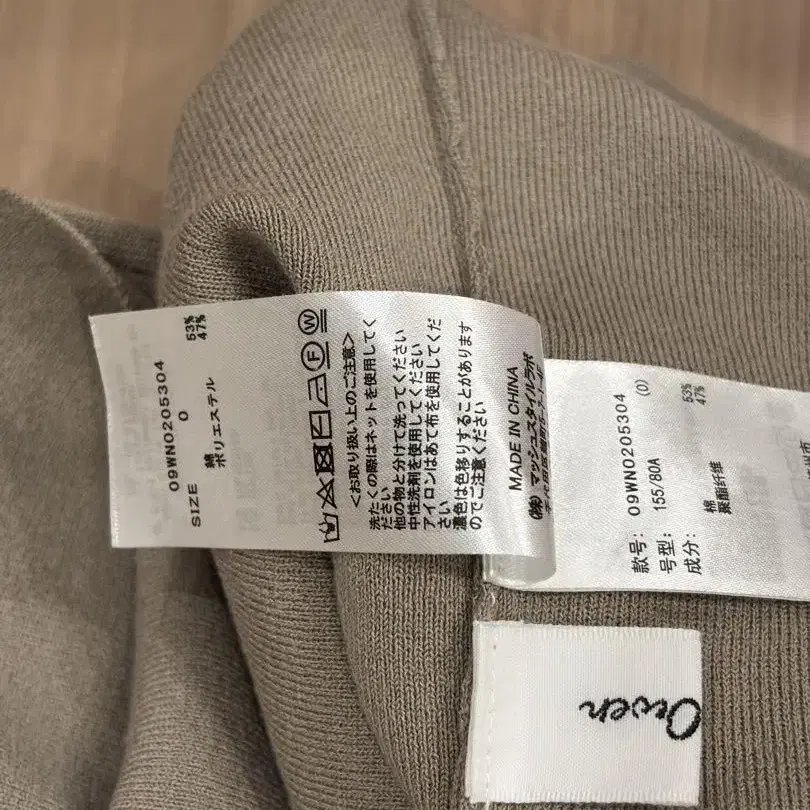 09WNO205304
SIZE 0
綿 53%
ポリエステル 47%
<お取り扱い上のご注意>
洗たくの際はネットを使用してく
ださい
他の物と分けて洗ってください
中性洗剤を使用してください
アイロンはあて布を使用してくだ
さい
濃色は色移りすることがあります
のでご注意ください
MADE IN CHINA
(株)マッシュスタイルラボ
款号: 09WNO205304
号型: 155/80A (0)
成分:
棉 53%
聚酯纤维 47%
Owen